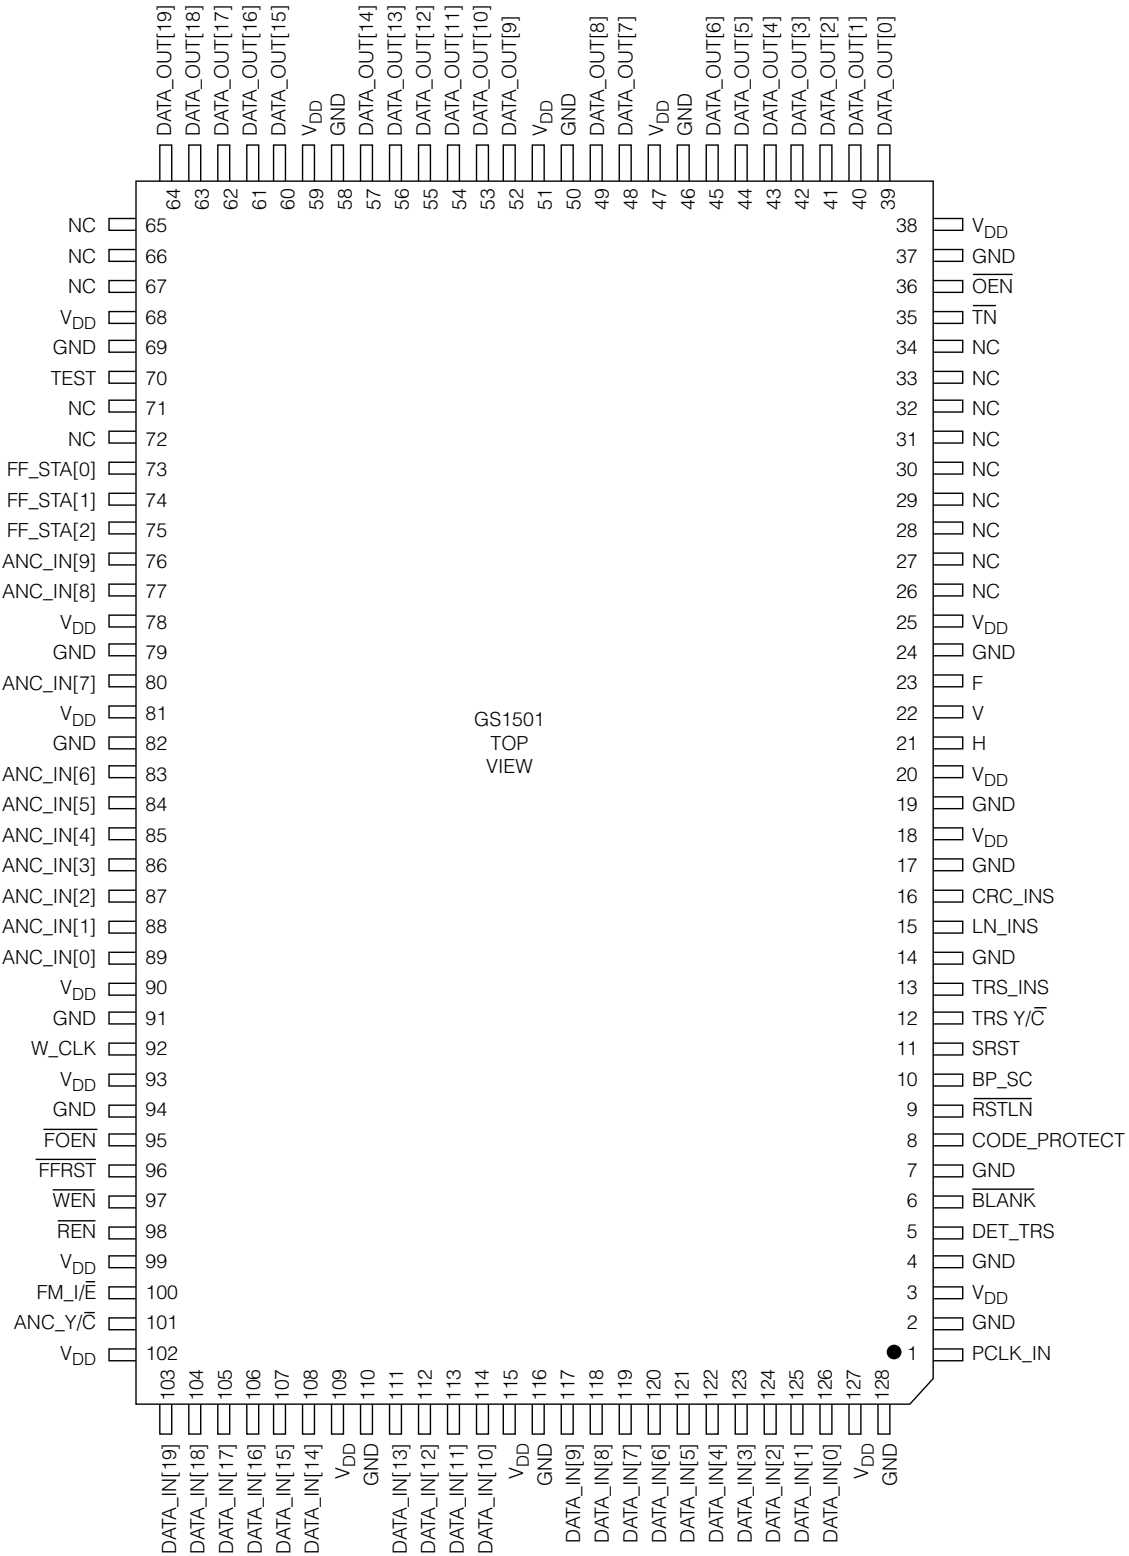 DATA_OUT[19]
DATA_OUT[18]
DATA_OUT[17]
DATA_OUT[16]
DATA_OUT[15]
VDD
GND
DATA_OUT[14]
DATA_OUT[13]
DATA_OUT[12]
DATA_OUT[11]
DATA_OUT[10]
DATA_OUT[9]
VDD
GND
DATA_OUT[8]
DATA_OUT[7]
VDD
GND
DATA_OUT[6]
DATA_OUT[5]
DATA_OUT[4]
DATA_OUT[3]
DATA_OUT[2]
DATA_OUT[1]
DATA_OUT[0]
64
63
62
61
60
59
58
57
56
55
54
53
52
51
50
49
48
47
46
45
44
43
42
41
40
39
NC 65
NC 66
NC 67
VDD 68
GND 69
TEST 70
NC 71
NC 72
FF_STA[0] 73
FF_STA[1] 74
FF_STA[2] 75
ANC_IN[9] 76
ANC_IN[8] 77
VDD 78
GND 79
ANC_IN[7] 80
VDD 81
GND 82
ANC_IN[6] 83
ANC_IN[5] 84
ANC_IN[4] 85
ANC_IN[3] 86
ANC_IN[2] 87
ANC_IN[1] 88
ANC_IN[0] 89
VDD 90
GND 91
W_CLK 92
VDD 93
GND 94
F̅O̅E̅N̅ 95
F̅F̅R̅S̅T̅ 96
W̅E̅N̅ 97
R̅E̅N̅ 98
VDD 99
FM_I/E̅ 100
ANC_Y/C̅ 101
VDD 102
GS1501
TOP
VIEW
38 VDD
37 GND
36 O̅E̅N̅
35 T̅N̅
34 NC
33 NC
32 NC
31 NC
30 NC
29 NC
28 NC
27 NC
26 NC
25 VDD
24 GND
23 F
22 V
21 H
20 VDD
19 GND
18 VDD
17 GND
16 CRC_INS
15 LN_INS
14 GND
13 TRS_INS
12 TRS Y/C̅
11 SRST
10 BP_SC
9 R̅S̅T̅L̅N̅
8 CODE_PROTECT
7 GND
6 B̅L̅A̅N̅K̅
5 DET_TRS
4 GND
3 VDD
2 GND
1 PCLK_IN
103
104
105
106
107
108
109
110
111
112
113
114
115
116
117
118
119
120
121
122
123
124
125
126
127
128
DATA_IN[19]
DATA_IN[18]
DATA_IN[17]
DATA_IN[16]
DATA_IN[15]
DATA_IN[14]
VDD
GND
DATA_IN[13]
DATA_IN[12]
DATA_IN[11]
DATA_IN[10]
VDD
GND
DATA_IN[9]
DATA_IN[8]
DATA_IN[7]
DATA_IN[6]
DATA_IN[5]
DATA_IN[4]
DATA_IN[3]
DATA_IN[2]
DATA_IN[1]
DATA_IN[0]
VDD
GND